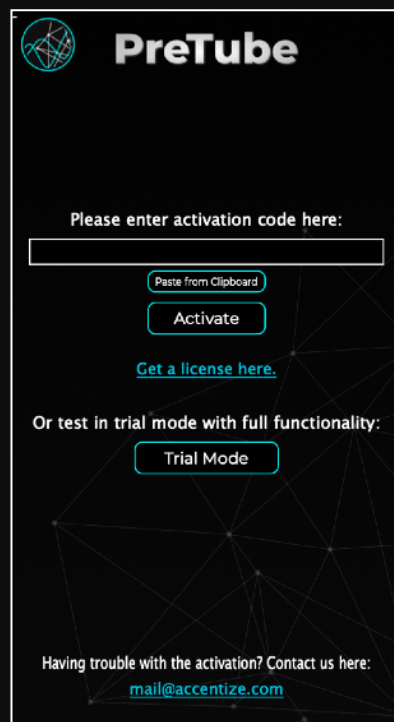 PreTube
Please enter activation code here:
Paste from Clipboard
Activate
Get a license here.
Or test in trial mode with full functionality:
Trial Mode
Having trouble with the activation? Contact us here:
mail@accentize.com